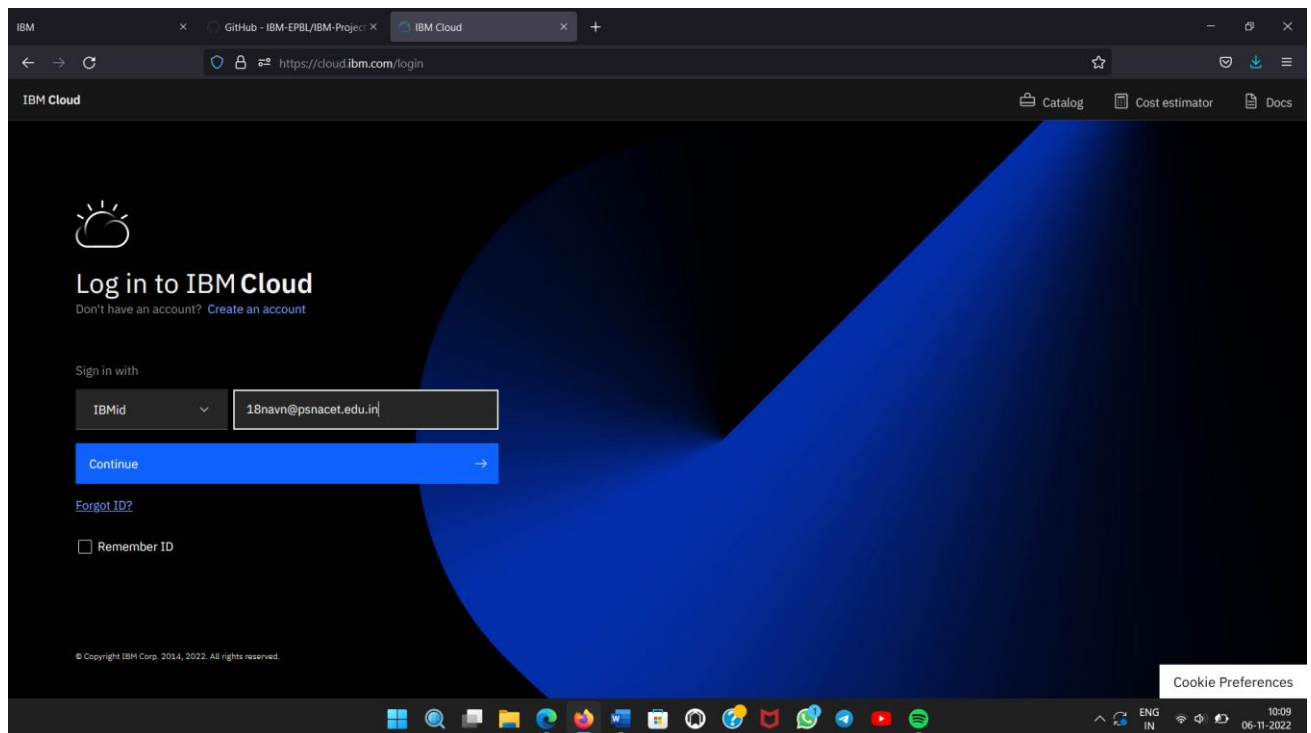 IBM
GitHub - IBM-EPBL/IBM-Project
IBM Cloud
https://cloud.ibm.com/login
IBM Cloud
Catalog
Cost estimator
Docs
Log in to IBM Cloud
Don't have an account? Create an account
Sign in with
IBMid
18navn@psnacet.edu.in
Continue
Forgot ID?
Remember ID
© Copyright IBM Corp. 2014, 2022. All rights reserved.
Cookie Preferences
ENG
IN
10:09
06-11-2022